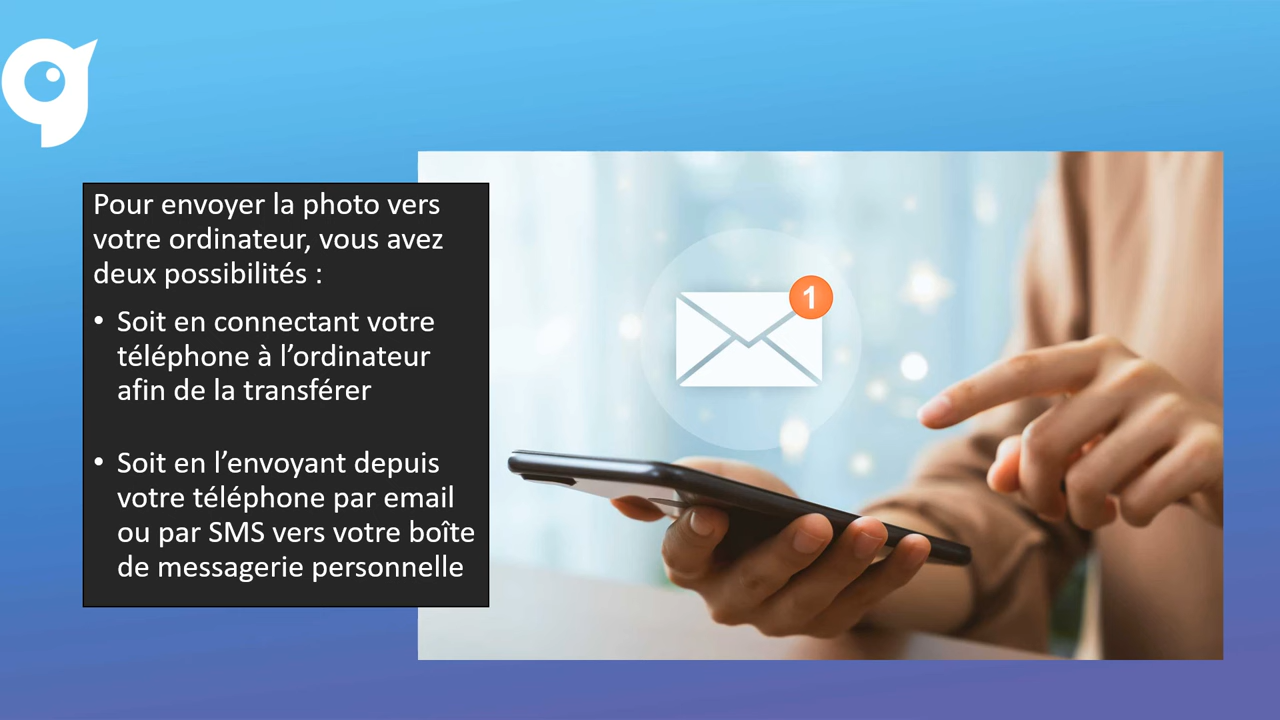 Pour envoyer la photo vers
votre ordinateur, vous avez
deux possibilités :
• Soit en connectant votre
téléphone à l’ordinateur
afin de la transférer
• Soit en l’envoyant depuis
votre téléphone par email
ou par SMS vers votre boîte
de messagerie personnelle
1